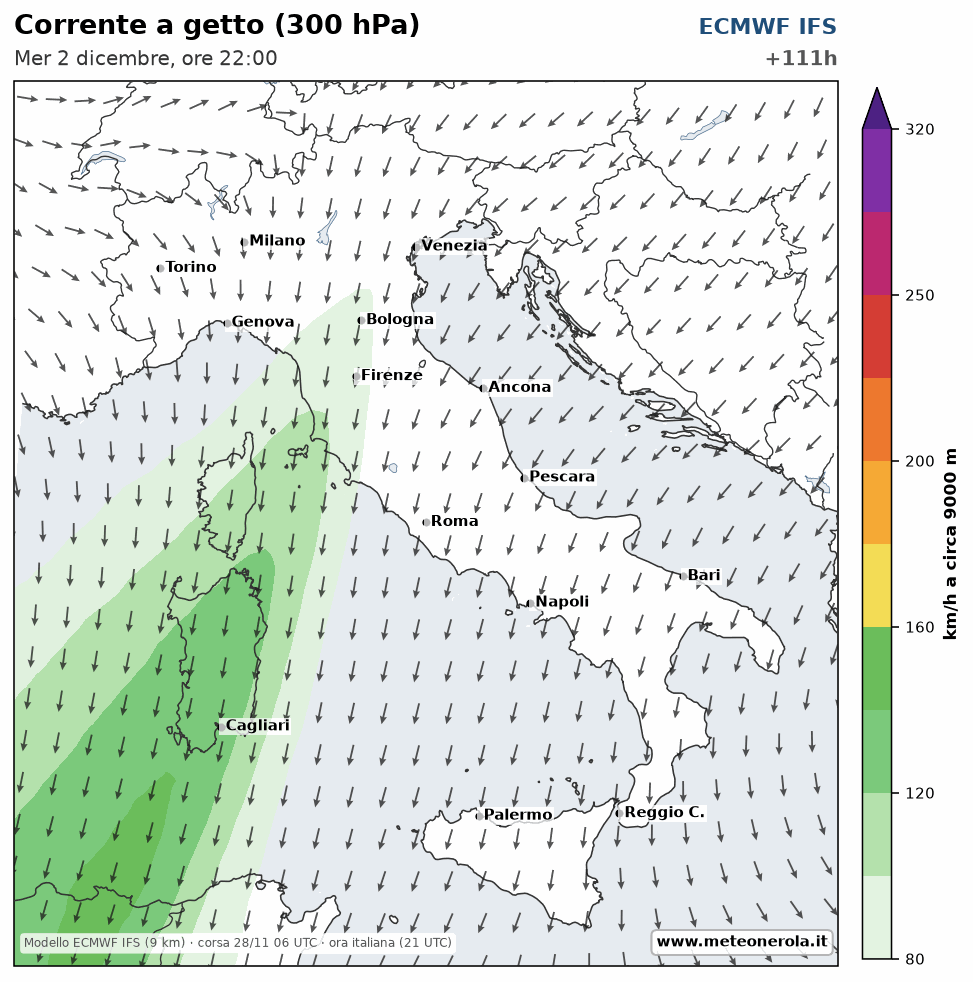 Corrente a getto (300 hPa)
ECMWF IFS
Mer 2 dicembre, ore 22:00
+111h
320
Milano
Venezia
Torino
250
Genova
Bologna
Firenze
Ancona
200
Pescara
Roma
km/h a circa 9000 m
Bari
Napoli
160
Cagliari
120
Palermo
Reggio C.
Modello ECMWF IFS (9 km) · corsa 28/11 06 UTC · ora italiana (21 UTC)
www.meteonerola.it
80